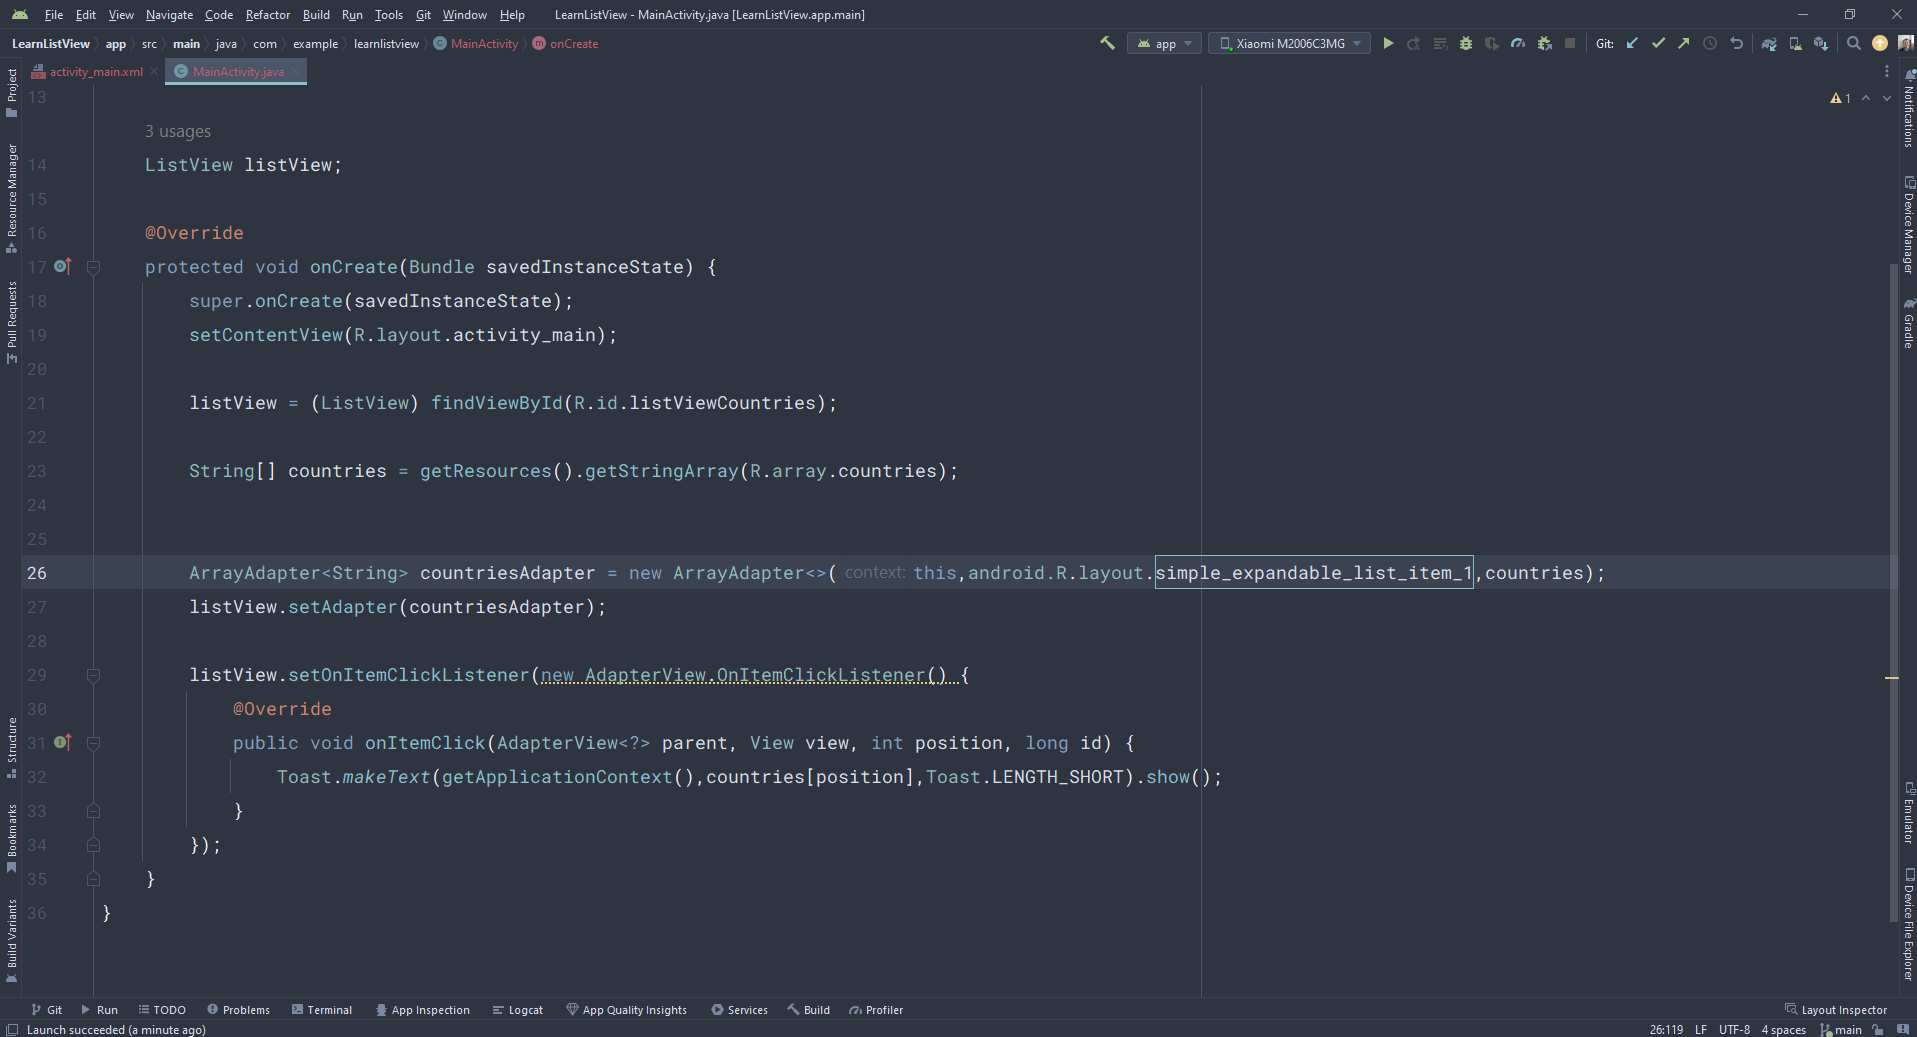 File Edit View Navigate Code Refactor Build Run Tools Git Window Help LearnListView - MainActivity.java [LearnListView.app.main]
LearnListView app src main java com example learnlistview MainActivity onCreate app Xiaomi M2006C3MG Git:
activity_main.xml MainActivity.java
Project
Resource Manager
Pull Requests
Structure
Bookmarks
Build Variants
1
13
3 usages
14 ListView listView;
15
16 @Override
17 protected void onCreate(Bundle savedInstanceState) {
18 super.onCreate(savedInstanceState);
19 setContentView(R.layout.activity_main);
20
21 listView = (ListView) findViewById(R.id.listViewCountries);
22
23 String[] countries = getResources().getStringArray(R.array.countries);
24
25
26 ArrayAdapter<String> countriesAdapter = new ArrayAdapter<>( context: this,android.R.layout.simple_expandable_list_item_1,countries);
27 listView.setAdapter(countriesAdapter);
28
29 listView.setOnItemClickListener(new AdapterView.OnItemClickListener() {
30 @Override
31 public void onItemClick(AdapterView<?> parent, View view, int position, long id) {
32 Toast.makeText(getApplicationContext(),countries[position],Toast.LENGTH_SHORT).show();
33 }
34 });
35 }
36 }
Notifications
Device Manager
Gradle
Emulator
Device File Explorer
Git Run TODO Problems Terminal App Inspection Logcat App Quality Insights Services Build Profiler Layout Inspector
Launch succeeded (a minute ago) 26:119 LF UTF-8 4 spaces main